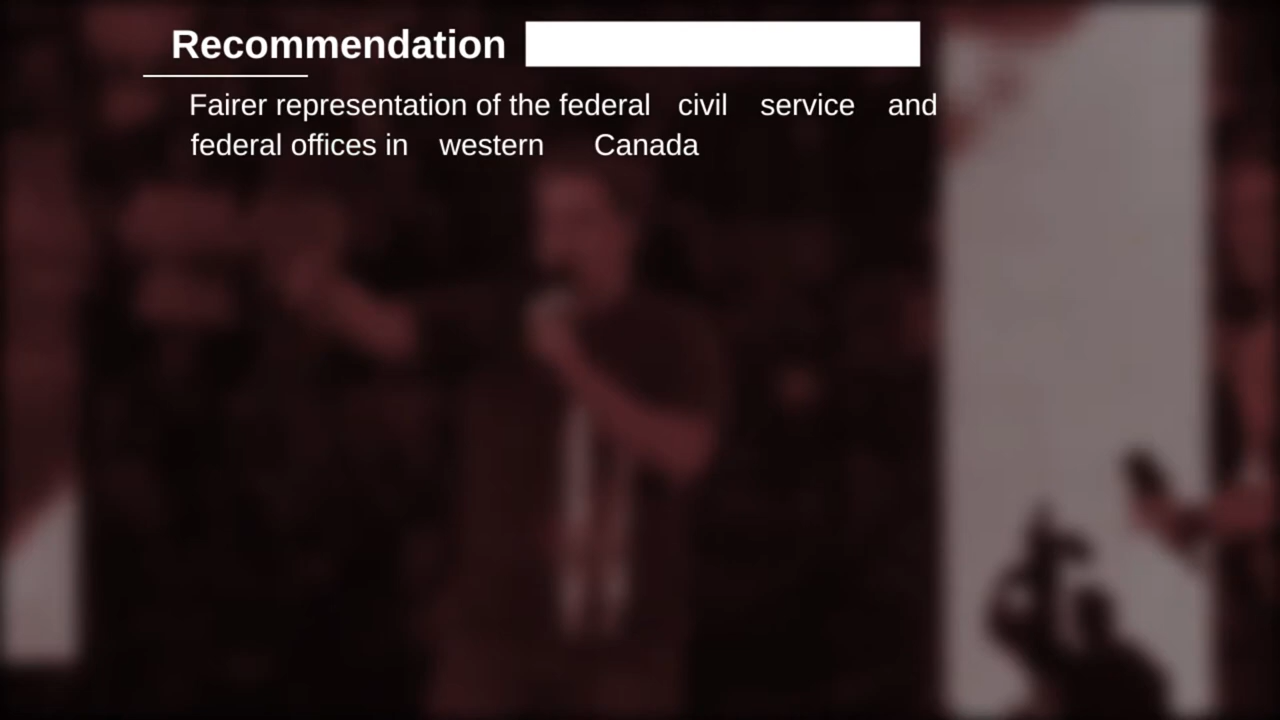 Recommendation
Fairer representation of the federal civil service and
federal offices in western Canada